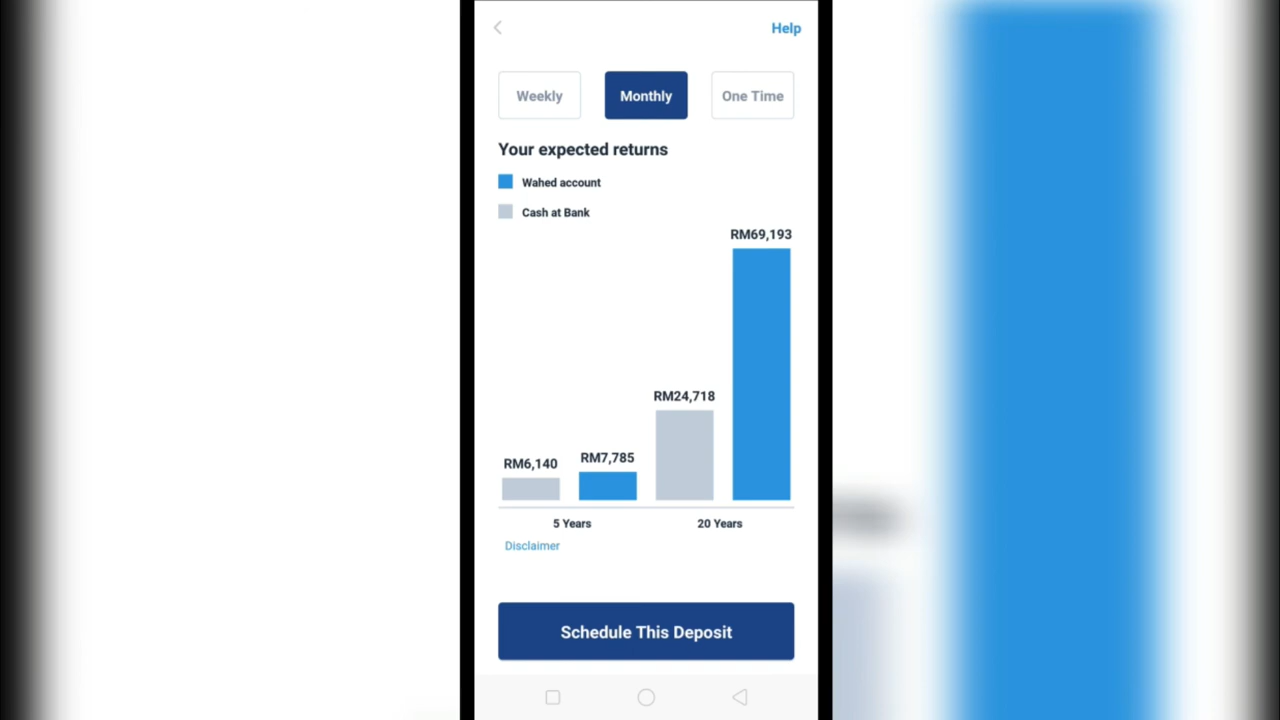 Help
Weekly
Monthly
One Time
Your expected returns
Wahed account
Cash at Bank
RM69,193
RM24,718
RM7,785
RM6,140
5 Years
20 Years
Disclaimer
Schedule This Deposit